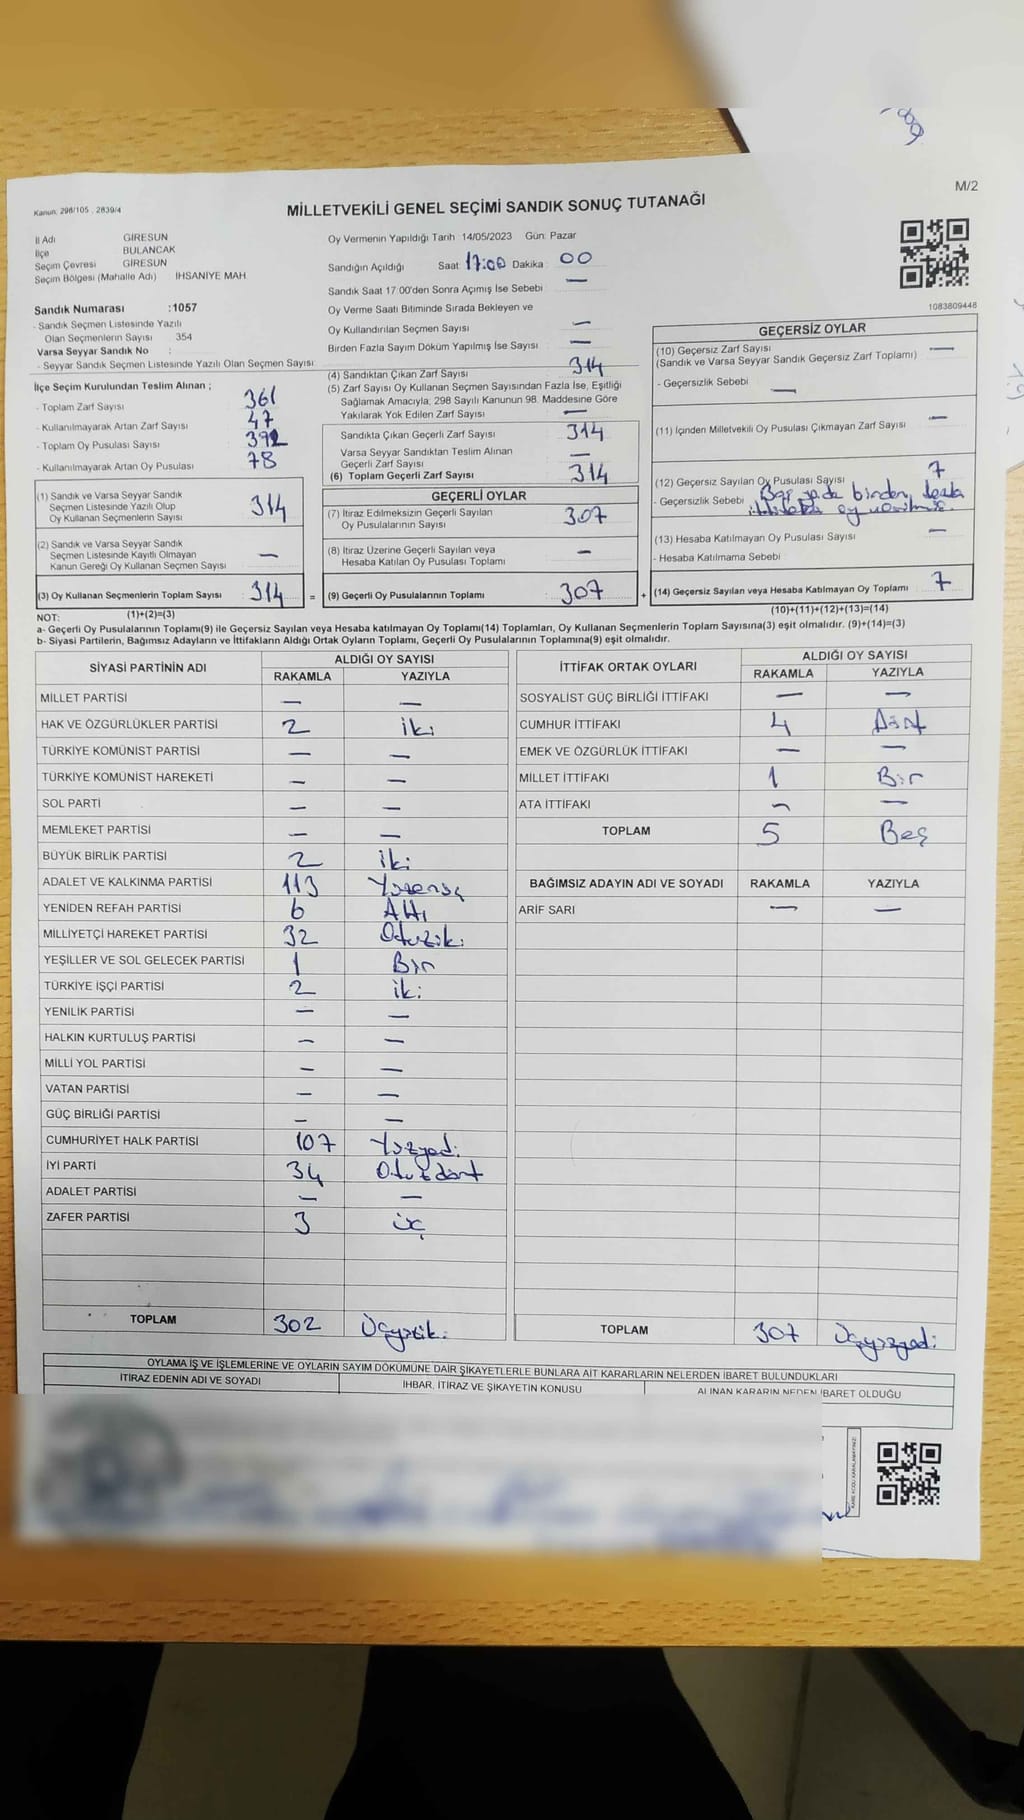 M/2
Kanun: 298/105 , 2839/4
MİLLETVEKİLİ GENEL SEÇİMİ SANDIK SONUÇ TUTANAĞI
İl Adı GİRESUN
İlçe BULANCAK
Seçim Çevresi GİRESUN
Seçim Bölgesi (Mahalle Adı) İHSANİYE MAH.
Sandık Numarası :1057
- Sandık Seçmen Listesinde Yazılı
Olan Seçmenlerin Sayısı 354
Varsa Seyyar Sandık No :
- Seyyar Sandık Seçmen Listesinde Yazılı Olan Seçmen Sayısı
İlçe Seçim Kurulundan Teslim Alınan ;
- Toplam Zarf Sayısı 361
- Kullanılmayarak Artan Zarf Sayısı 47
- Toplam Oy Pusulası Sayısı 392
- Kullanılmayarak Artan Oy Pusulası 78
(1) Sandık ve Varsa Seyyar Sandık
Seçmen Listesinde Yazılı Olup
Oy Kullanan Seçmenlerin Sayısı 314
(2) Sandık ve Varsa Seyyar Sandık
Seçmen Listesinde Kayıtlı Olmayan
Kanun Gereği Oy Kullanan Seçmen Sayısı —
(3) Oy Kullanan Seçmenlerin Toplam Sayısı 314 =
Oy Vermenin Yapıldığı Tarih 14/05/2023 Gün: Pazar
Sandığın Açıldığı Saat 17:00 Dakika : 00
Sandık Saat 17:00'den Sonra Açımış İse Sebebi : —
Oy Verme Saati Bitiminde Sırada Bekleyen ve
Oy Kullandırılan Seçmen Sayısı —
Birden Fazla Sayım Döküm Yapılmış İse Sayısı : —
(4) Sandıktan Çıkan Zarf Sayısı 314
(5) Zarf Sayısı Oy Kullanan Seçmen Sayısından Fazla İse, Eşitliği
Sağlamak Amacıyla; 298 Sayılı Kanunun 98. Maddesine Göre
Yakılarak Yok Edilen Zarf Sayısı —
Sandıkta Çıkan Geçerli Zarf Sayısı 314
Varsa Seyyar Sandıktan Teslim Alınan
Geçerli Zarf Sayısı —
(6) Toplam Geçerli Zarf Sayısı 314
GEÇERLİ OYLAR
(7) İtiraz Edilmeksizin Geçerli Sayılan
Oy Pusulalarının Sayısı 307
(8) İtiraz Üzerine Geçerli Sayılan veya
Hesaba Katılan Oy Pusulası Toplamı —
(9) Geçerli Oy Pusulalarının Toplamı 307 +
1083809448
GEÇERSİZ OYLAR
(10) Geçersiz Zarf Sayısı —
(Sandık ve Varsa Seyyar Sandık Geçersiz Zarf Toplamı)
- Geçersizlik Sebebi —
(11) İçinden Milletvekili Oy Pusulası Çıkmayan Zarf Sayısı —
(12) Geçersiz Sayılan Oy Pusulası Sayısı 7
- Geçersizlik Sebebi binden fazla
ittifaka oy verilmiş.
(13) Hesaba Katılmayan Oy Pusulası Sayısı —
- Hesaba Katılmama Sebebi
(14) Geçersiz Sayılan veya Hesaba Katılmayan Oy Toplamı 7
NOT: (1)+(2)=(3) (10)+(11)+(12)+(13)=(14)
a- Geçerli Oy Pusulalarının Toplamı(9) ile Geçersiz Sayılan veya Hesaba katılmayan Oy Toplamı(14) Toplamları, Oy Kullanan Seçmenlerin Toplam Sayısına(3) eşit olmalıdır. (9)+(14)=(3)
b- Siyasi Partilerin, Bağımsız Adayların ve İttifakların Aldığı Ortak Oyların Toplamı, Geçerli Oy Pusulalarının Toplamına(9) eşit olmalıdır.
SİYASİ PARTİNİN ADI ALDIĞI OY SAYISI
RAKAMLA YAZIYLA
MİLLET PARTİSİ — —
HAK VE ÖZGÜRLÜKLER PARTİSİ 2 iki
TÜRKİYE KOMÜNİST PARTİSİ — —
TÜRKİYE KOMÜNİST HAREKETİ — —
SOL PARTİ — —
MEMLEKET PARTİSİ — —
BÜYÜK BİRLİK PARTİSİ 2 iki
ADALET VE KALKINMA PARTİSİ 113 Yüzonüç
YENİDEN REFAH PARTİSİ 6 Altı
MİLLİYETÇİ HAREKET PARTİSİ 32 Otuziki
YEŞİLLER VE SOL GELECEK PARTİSİ 1 Bir
TÜRKİYE İŞÇİ PARTİSİ 2 iki
YENİLİK PARTİSİ — —
HALKIN KURTULUŞ PARTİSİ — —
MİLLİ YOL PARTİSİ — —
VATAN PARTİSİ — —
GÜÇ BİRLİĞİ PARTİSİ — —
CUMHURİYET HALK PARTİSİ 107 Yüzyedi
İYİ PARTİ 34 Otuzdört
ADALET PARTİSİ — —
ZAFER PARTİSİ 3 üç
TOPLAM 302 Üçyüziki
İTTİFAK ORTAK OYLARI ALDIĞI OY SAYISI
RAKAMLA YAZIYLA
SOSYALİST GÜÇ BİRLİĞİ İTTİFAKI — —
CUMHUR İTTİFAKI 4 Dört
EMEK VE ÖZGÜRLÜK İTTİFAKI — —
MİLLET İTTİFAKI 1 Bir
ATA İTTİFAKI — —
TOPLAM 5 Beş
BAĞIMSIZ ADAYIN ADI VE SOYADI RAKAMLA YAZIYLA
ARİF SARI — —
TOPLAM 307 Üçyüzyedi
OYLAMA İŞ VE İŞLEMLERİNE VE OYLARIN SAYIM DÖKÜMÜNE DAİR ŞİKAYETLERLE BUNLARA AİT KARARLARIN NELERDEN İBARET BULUNDUKLARI
İTİRAZ EDENİN ADI VE SOYADI İHBAR, İTİRAZ VE ŞİKAYETİN KONUSU ALINAN KARARIN NEDEN İBARET OLDUĞU